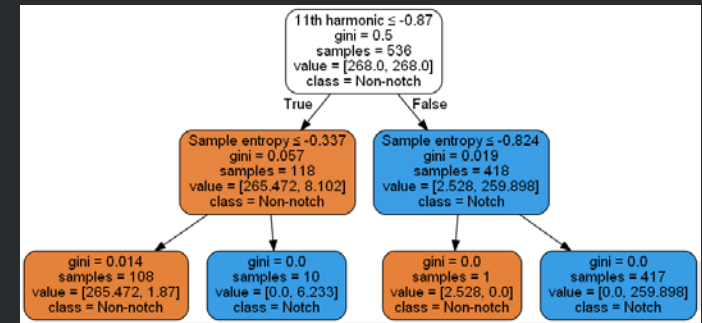 11th harmonic ≤ -0.87
gini = 0.5
samples = 536
value = [268.0, 268.0]
class = Non-notch
True
False
Sample entropy ≤ -0.337
gini = 0.057
samples = 118
value = [265.472, 8.102]
class = Non-notch
Sample entropy ≤ -0.824
gini = 0.019
samples = 418
value = [2.528, 259.898]
class = Notch
gini = 0.014
samples = 108
value = [265.472, 1.87]
class = Non-notch
gini = 0.0
samples = 10
value = [0.0, 6.233]
class = Notch
gini = 0.0
samples = 1
value = [2.528, 0.0]
class = Non-notch
gini = 0.0
samples = 417
value = [0.0, 259.898]
class = Notch